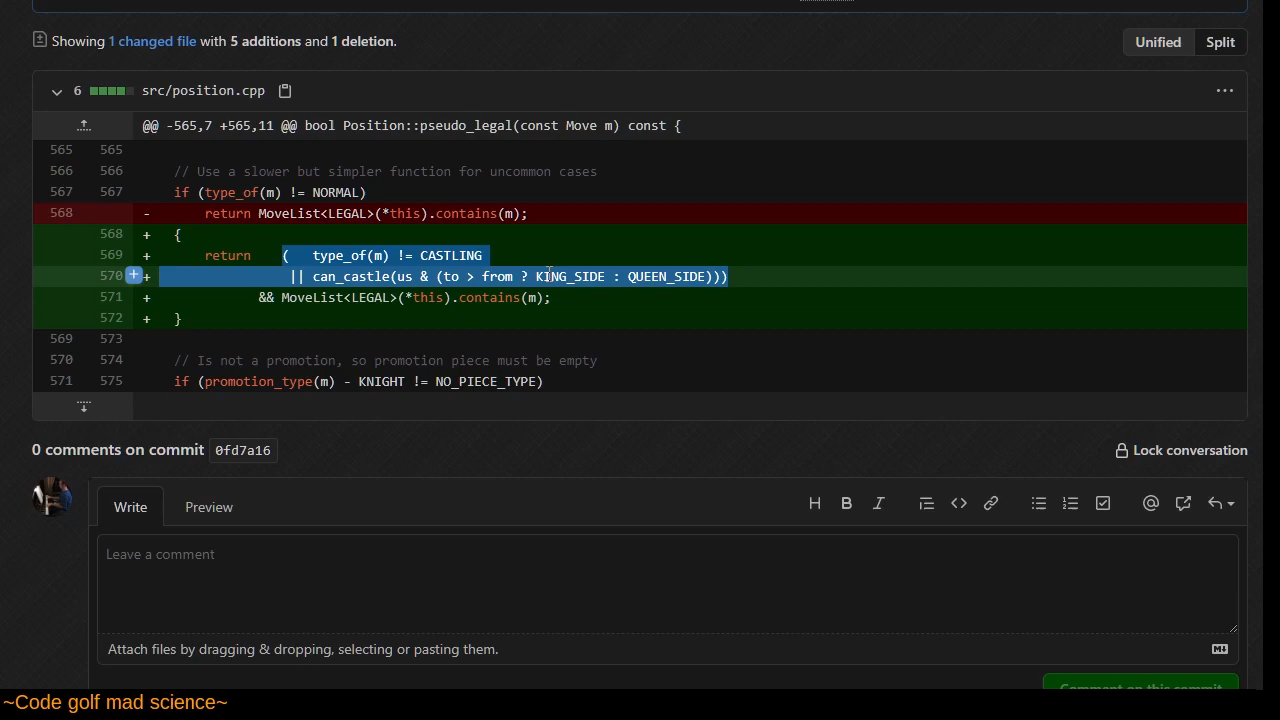 Showing 1 changed file with 5 additions and 1 deletion.
Unified Split
6 src/position.cpp
@@ -565,7 +565,11 @@ bool Position::pseudo_legal(const Move m) const {
565 565
566 566 // Use a slower but simpler function for uncommon cases
567 567 if (type_of(m) != NORMAL)
568 - return MoveList<LEGAL>(*this).contains(m);
568 + {
569 + return ( type_of(m) != CASTLING
570 + || can_castle(us & (to > from ? KING_SIDE : QUEEN_SIDE)))
571 + && MoveList<LEGAL>(*this).contains(m);
572 + }
569 573
570 574 // Is not a promotion, so promotion piece must be empty
571 575 if (promotion_type(m) - KNIGHT != NO_PIECE_TYPE)
0 comments on commit 0fd7a16
Lock conversation
Write Preview
Leave a comment
Attach files by dragging & dropping, selecting or pasting them.
Comment on this commit
~Code golf mad science~